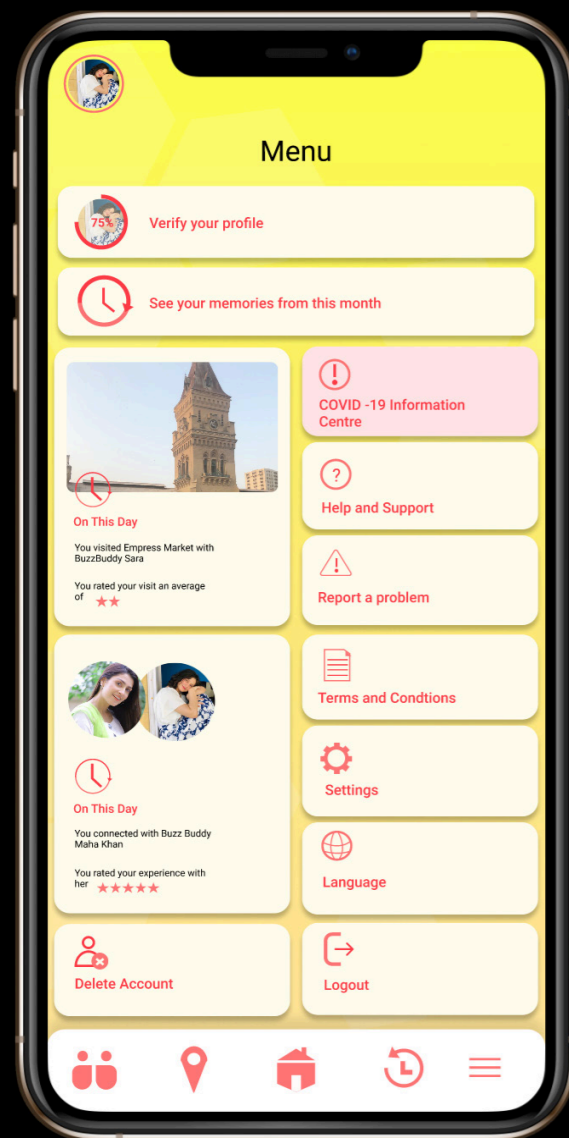 Menu
75%
Verify your profile
See your memories from this month
On This Day
You visited Empress Market with
BuzzBuddy Sara
You rated your visit an average
of
COVID -19 Information
Centre
Help and Support
Report a problem
On This Day
You connected with Buzz Buddy
Maha Khan
You rated your experience with
her
Terms and Condtions
Settings
Language
Delete Account
Logout